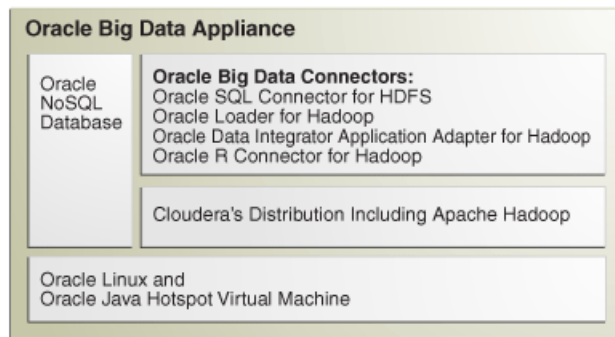 Oracle Big Data Appliance
Oracle
NoSQL
Database
Oracle Big Data Connectors:
Oracle SQL Connector for HDFS
Oracle Loader for Hadoop
Oracle Data Integrator Application Adapter for Hadoop
Oracle R Connector for Hadoop
Cloudera's Distribution Including Apache Hadoop
Oracle Linux and
Oracle Java Hotspot Virtual Machine